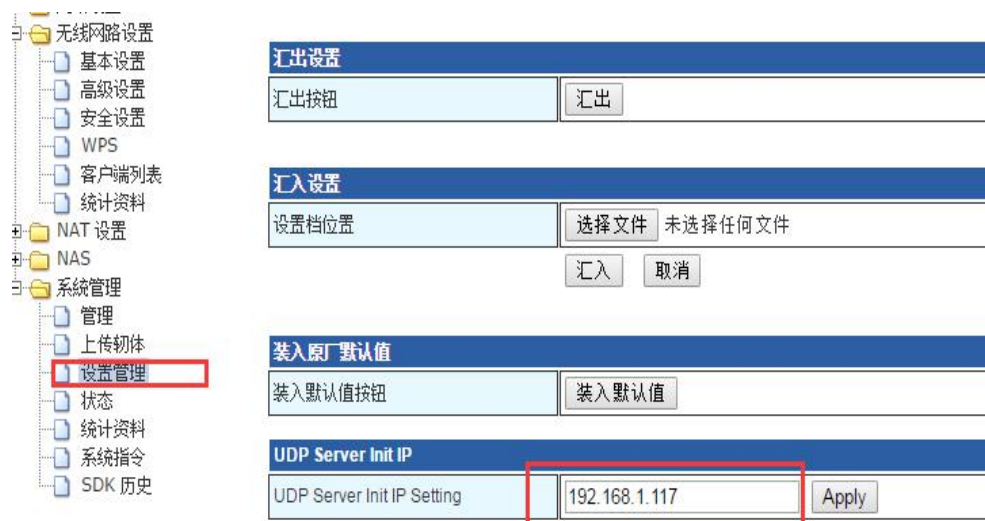 无线网路设置
基本设置
高级设置
安全设置
WPS
客户端列表
统计资料
NAT 设置
NAS
系统管理
管理
上传韧体
设置管理
状态
统计资料
系统指令
SDK 历史
汇出设置
汇出按钮 汇出
汇入设置
设置档位置 选择文件 未选择任何文件
汇入 取消
装入原厂默认值
装入默认值按钮 装入默认值
UDP Server Init IP
UDP Server Init IP Setting 192.168.1.117 Apply